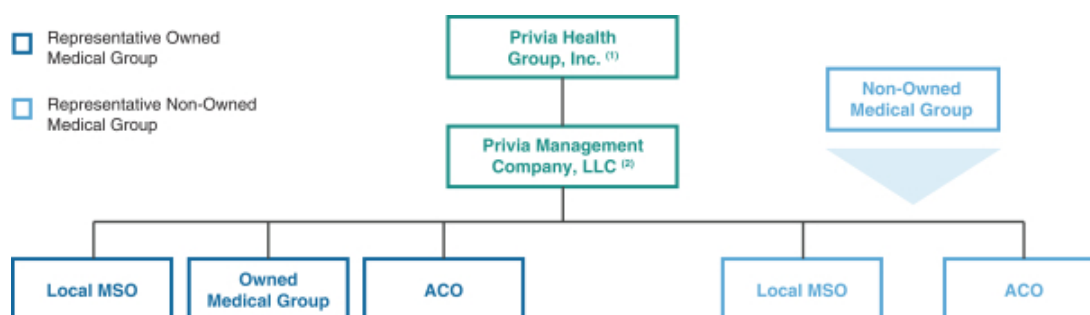 Representative Owned
Medical Group
Representative Non-Owned
Medical Group
Privia Health
Group, Inc. (1)
Non-Owned
Medical Group
Privia Management
Company, LLC (2)
Local MSO
Owned
Medical Group
ACO
Local MSO
ACO